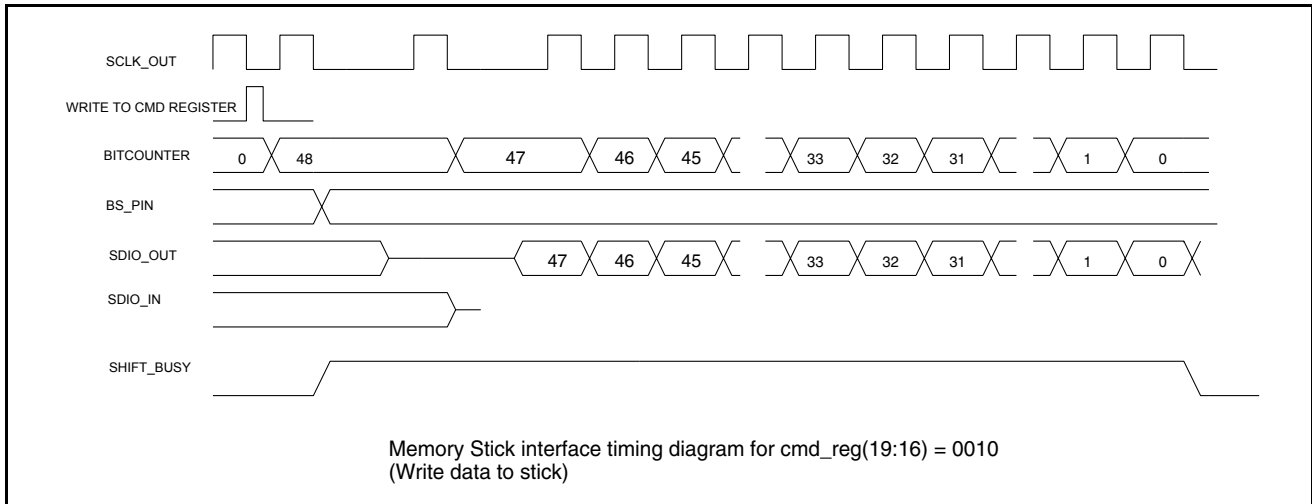 SCLK_OUT
WRITE TO CMD REGISTER
BITCOUNTER 0 48 47 46 45 33 32 31 1 0
BS_PIN
SDIO_OUT 47 46 45 33 32 31 1 0
SDIO_IN
SHIFT_BUSY
Memory Stick interface timing diagram for cmd_reg(19:16) = 0010
(Write data to stick)